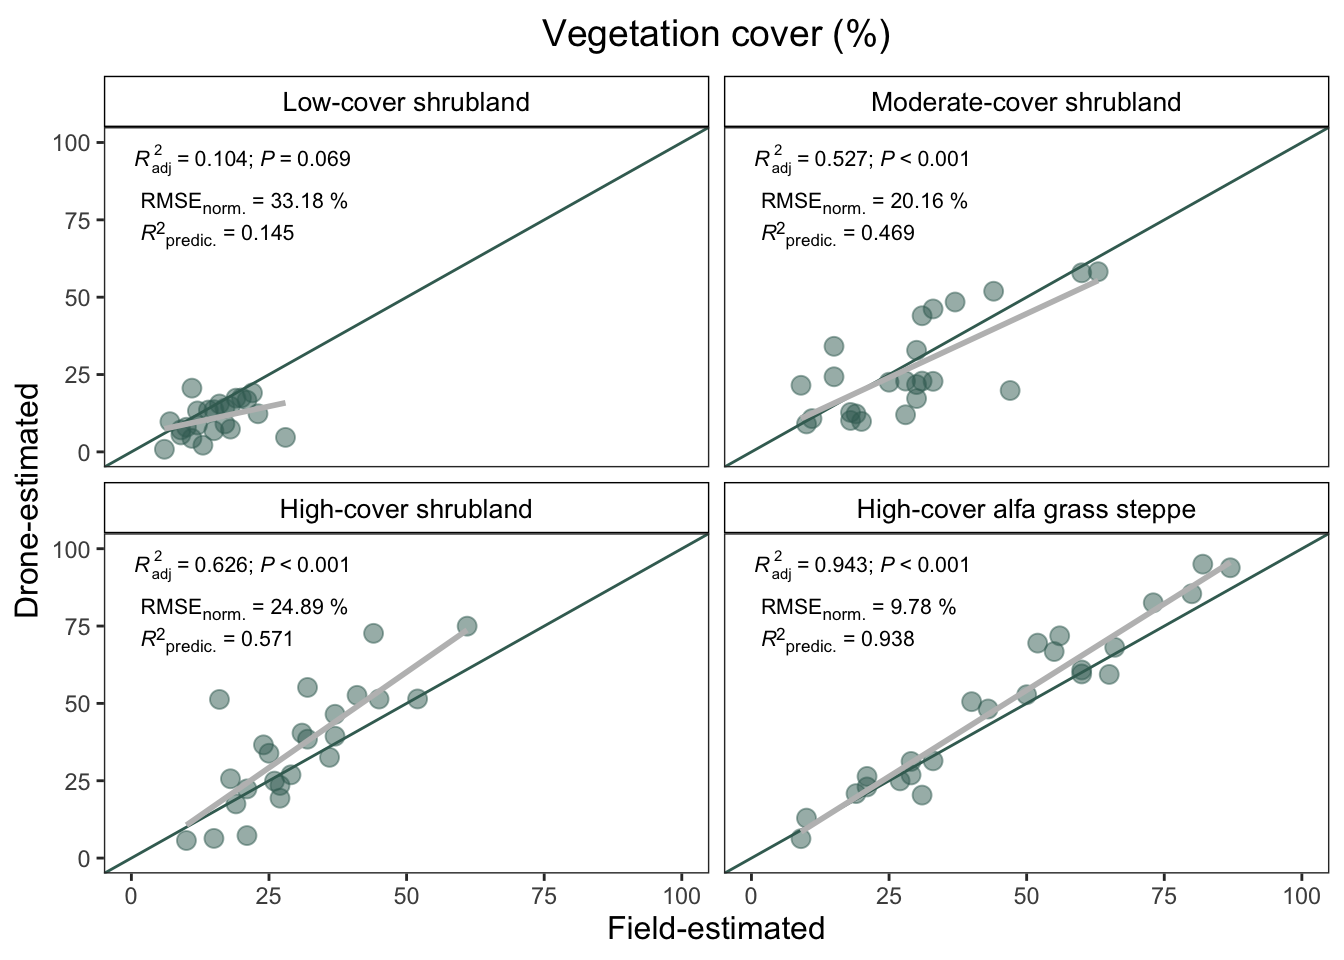 Vegetation cover (%)
Low-cover shrubland
R²adj = 0.104; P = 0.069
RMSEnorm. = 33.18 %
R²predic. = 0.145
100
75
50
25
0
Moderate-cover shrubland
R²adj = 0.527; P < 0.001
RMSEnorm. = 20.16 %
R²predic. = 0.469
Drone-estimated
High-cover shrubland
R²adj = 0.626; P < 0.001
RMSEnorm. = 24.89 %
R²predic. = 0.571
100
75
50
25
0
High-cover alfa grass steppe
R²adj = 0.943; P < 0.001
RMSEnorm. = 9.78 %
R²predic. = 0.938
0 25 50 75 100
0 25 50 75 100
Field-estimated